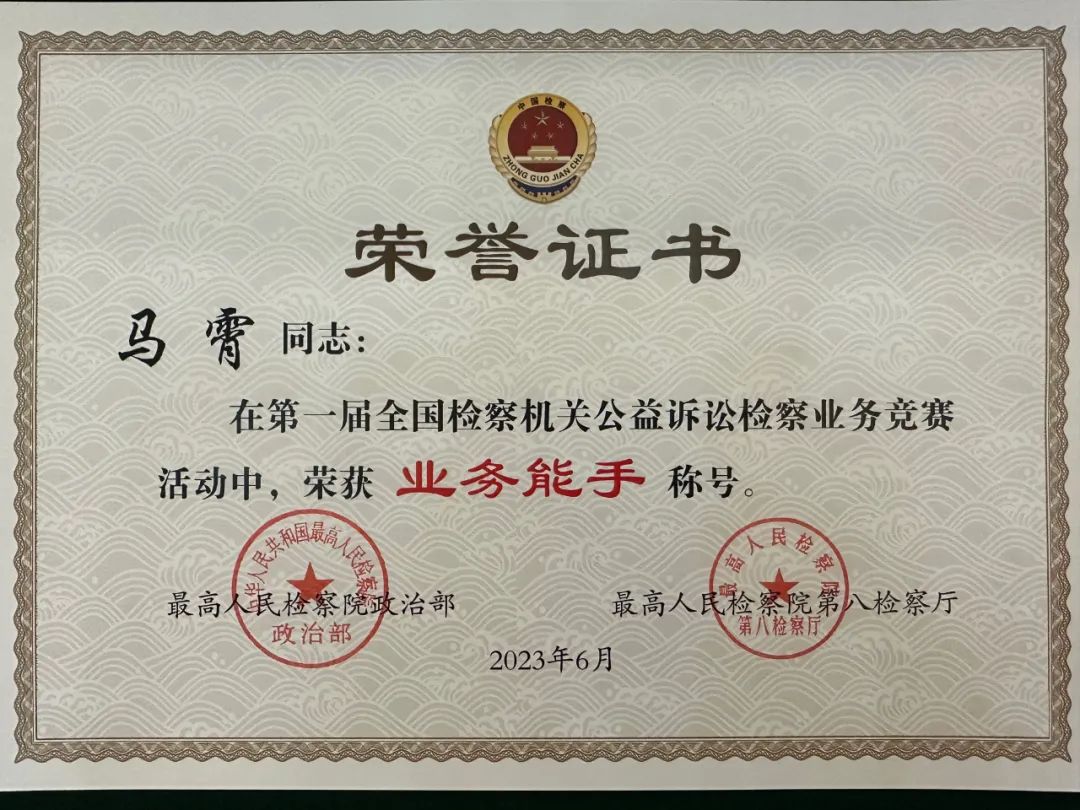 中国检察
ZHONG GUO JIAN CHA
荣誉证书
马霄同志：
在第一届全国检察机关公益诉讼检察业务竞赛
活动中，荣获 业务能手 称号。
中华人民共和国最高人民检察院
政治部
最高人民检察院政治部
最高人民检察院
第八检察厅
最高人民检察院第八检察厅
2023年6月